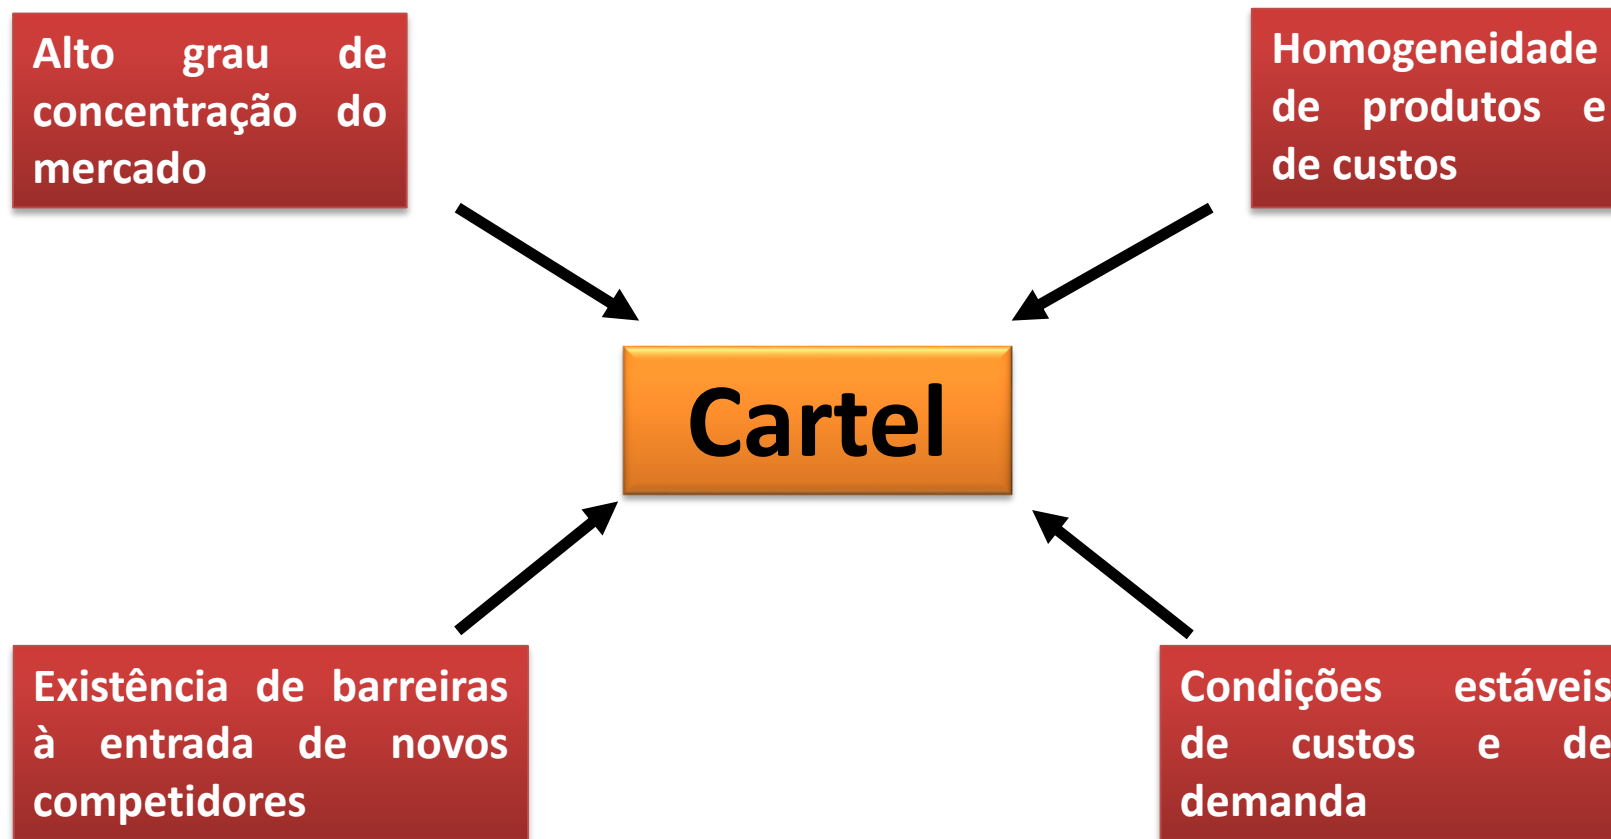 Alto grau de
concentração do
mercado
Homogeneidade
de produtos e
de custos
Cartel
Existência de barreiras
à entrada de novos
competidores
Condições estáveis
de custos e de
demanda